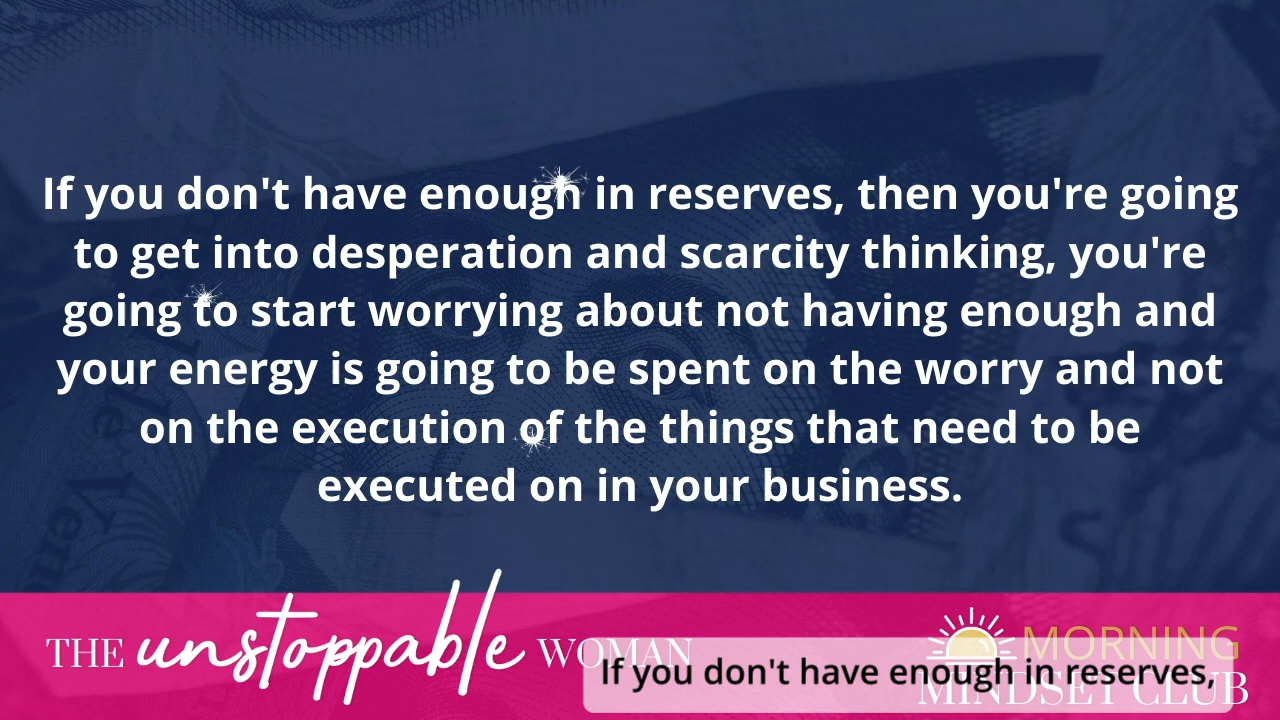 If you don't have enough in reserves, then you're going
to get into desperation and scarcity thinking, you're
going to start worrying about not having enough and
your energy is going to be spent on the worry and not
on the execution of the things that need to be
executed on in your business.
THE unstoppable WOMAN
MORNING
MINDSET CLUB
If you don't have enough in reserves,